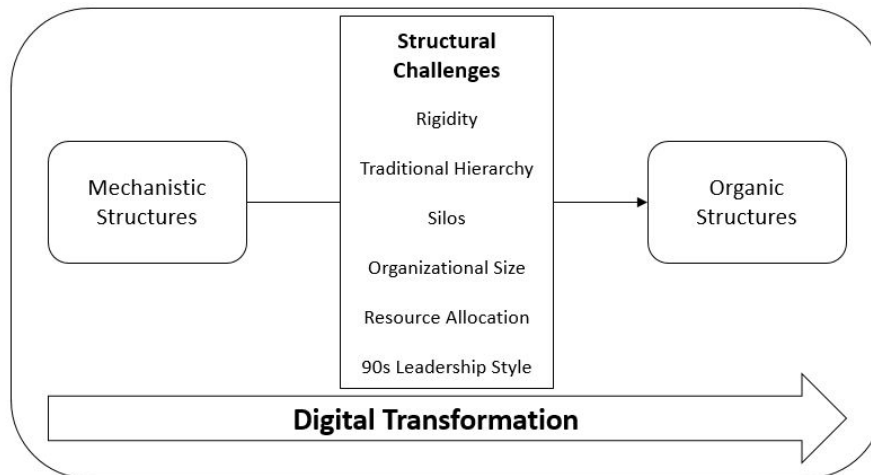 Structural
Challenges
Rigidity
Traditional Hierarchy
Silos
Organizational Size
Resource Allocation
90s Leadership Style
Mechanistic
Structures
Organic
Structures
Digital Transformation